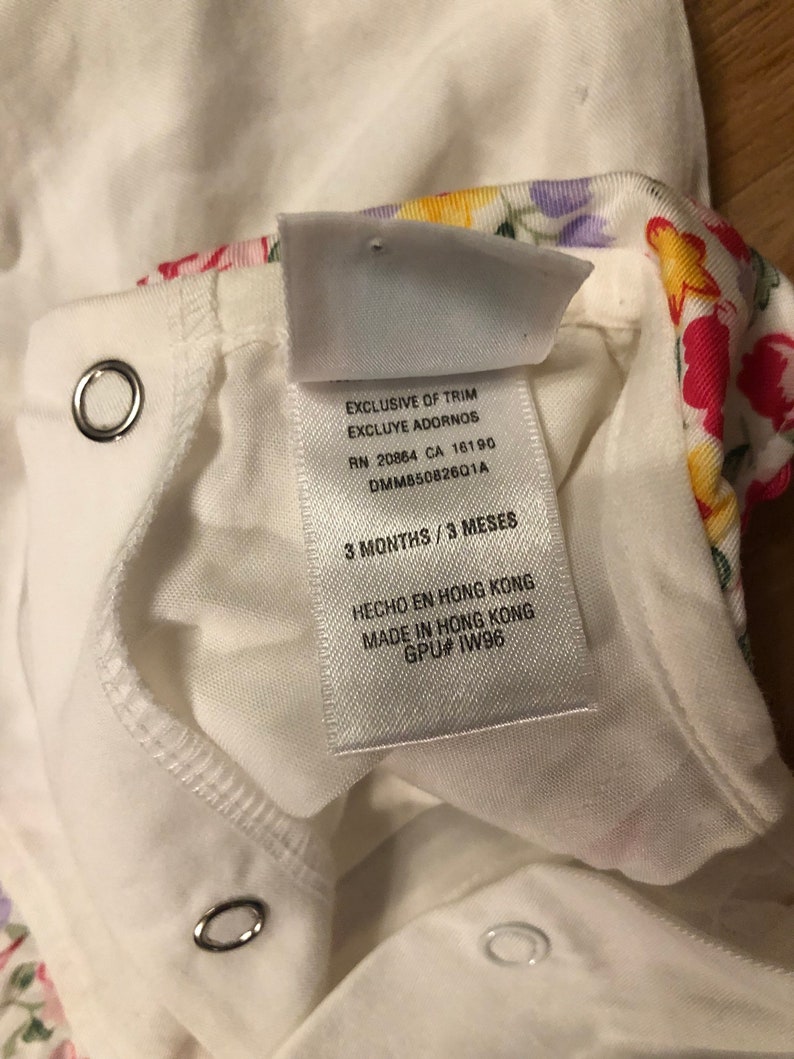 EXCLUSIVE OF TRIM
EXCLUYE ADORNOS
RN 20864 CA 16190
DMM850826Q1A
3 MONTHS / 3 MESES
HECHO EN HONG KONG
MADE IN HONG KONG
GPU# IW96